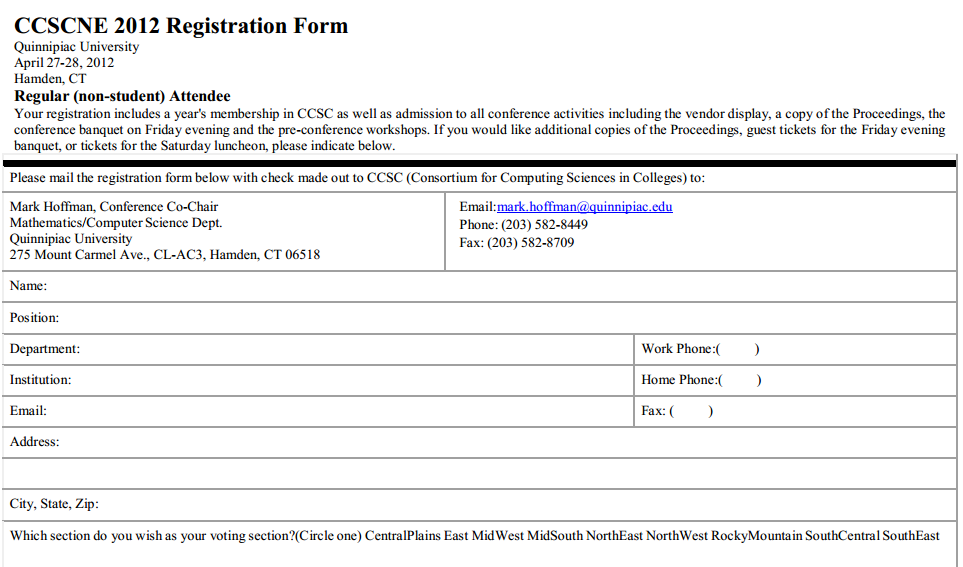 CCSCNE 2012 Registration Form
Quinnipiac University
April 27-28, 2012
Hamden, CT
Regular (non-student) Attendee
Your registration includes a year's membership in CCSC as well as admission to all conference activities including the vendor display, a copy of the Proceedings, the
conference banquet on Friday evening and the pre-conference workshops. If you would like additional copies of the Proceedings, guest tickets for the Friday evening
banquet, or tickets for the Saturday luncheon, please indicate below.
Please mail the registration form below with check made out to CCSC (Consortium for Computing Sciences in Colleges) to:
Mark Hoffman, Conference Co-Chair
Mathematics/Computer Science Dept.
Quinnipiac University
275 Mount Carmel Ave., CL-AC3, Hamden, CT 06518
Email:mark.hoffman@quinnipiac.edu
Phone: (203) 582-8449
Fax: (203) 582-8709
Name:
Position:
Department:
Work Phone:( )
Institution:
Home Phone:( )
Email:
Fax: ( )
Address:
City, State, Zip:
Which section do you wish as your voting section?(Circle one) CentralPlains East MidWest MidSouth NorthEast NorthWest RockyMountain SouthCentral SouthEast